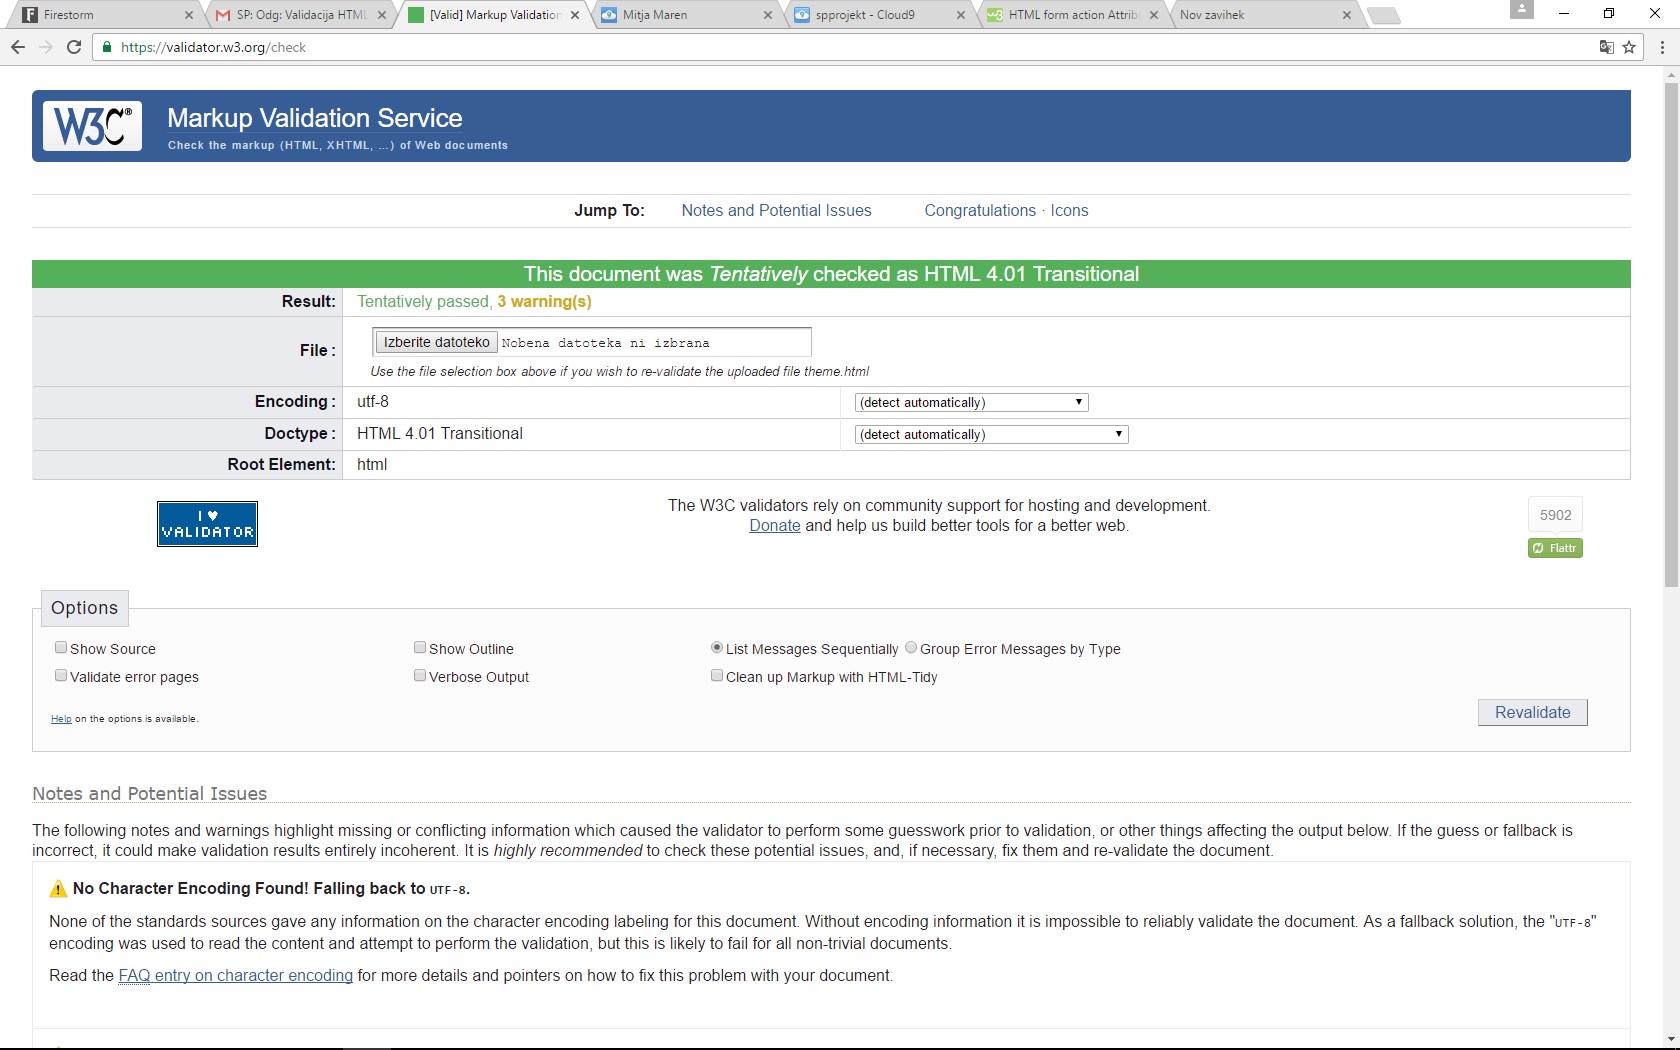 Firestorm
SP: Odg: Validacija HTML
[Valid] Markup Validation
Mitja Maren
spprojekt - Cloud9
HTML form action Attrib
Nov zavihek
https://validator.w3.org/check
W3C®
Markup Validation Service
Check the markup (HTML, XHTML, …) of Web documents
Jump To: Notes and Potential Issues Congratulations · Icons
This document was Tentatively checked as HTML 4.01 Transitional
Result: Tentatively passed, 3 warning(s)
File : Izberite datoteko Nobena datoteka ni izbrana
Use the file selection box above if you wish to re-validate the uploaded file theme.html
Encoding : utf-8 (detect automatically)
Doctype : HTML 4.01 Transitional (detect automatically)
Root Element: html
I ♥
VALIDATOR
The W3C validators rely on community support for hosting and development.
Donate and help us build better tools for a better web.
5902
Flattr
Options
Show Source Show Outline List Messages Sequentially Group Error Messages by Type
Validate error pages Verbose Output Clean up Markup with HTML-Tidy
Help on the options is available.
Revalidate
Notes and Potential Issues
The following notes and warnings highlight missing or conflicting information which caused the validator to perform some guesswork prior to validation, or other things affecting the output below. If the guess or fallback is
incorrect, it could make validation results entirely incoherent. It is highly recommended to check these potential issues, and, if necessary, fix them and re-validate the document.
No Character Encoding Found! Falling back to UTF-8.
None of the standards sources gave any information on the character encoding labeling for this document. Without encoding information it is impossible to reliably validate the document. As a fallback solution, the "UTF-8"
encoding was used to read the content and attempt to perform the validation, but this is likely to fail for all non-trivial documents.
Read the FAQ entry on character encoding for more details and pointers on how to fix this problem with your document.